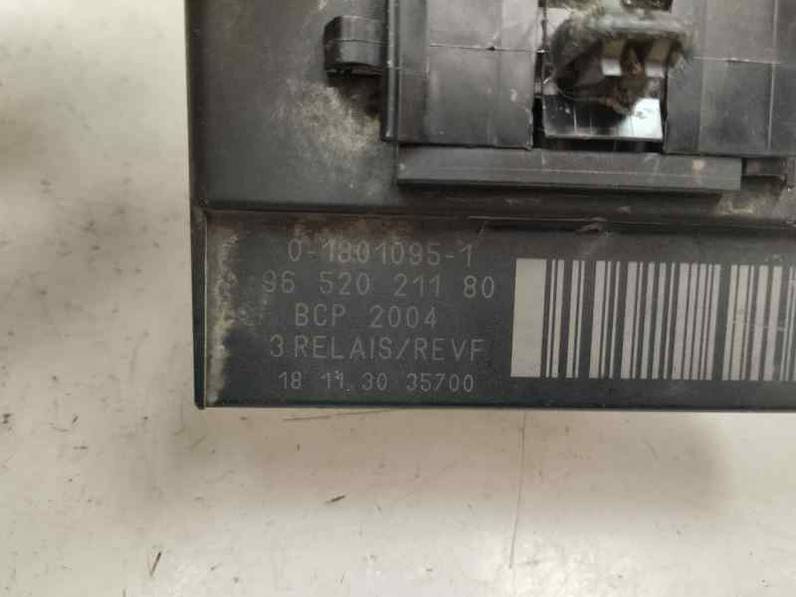 0-1801095-1
96 520 211 80
BCP 2004
3 RELAIS/REVF
18 11.30 35700